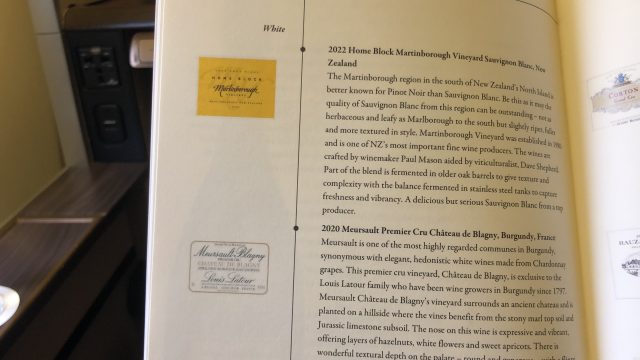 White
2022 Home Block Martinborough Vineyard Sauvignon Blanc, New
Zealand
The Martinborough region in the south of New Zealand's North Island is
better known for Pinot Noir than Sauvignon Blanc. Be this as it may the
quality of Sauvignon Blanc from this region can be outstanding – not as
herbaceous and leafy as Marlborough to the south but slightly riper, fuller
and more textured in style. Martinborough Vineyard was established in 1980
and is one of NZ's most important fine wine producers. The wines are
crafted by winemaker Paul Mason aided by viticulturalist, Dave Shepherd.
Part of the blend is fermented in older oak barrels to give texture and
complexity with the balance fermented in stainless steel tanks to capture
freshness and vibrancy. A delicious but serious Sauvignon Blanc from a top
producer.
HOME BLOCK
Martinborough
VINEYARD
2020 Meursault Premier Cru Château de Blagny, Burgundy, France
Meursault is one of the most highly regarded communes in Burgundy,
synonymous with elegant, hedonistic white wines made from Chardonnay
grapes. This premier cru vineyard, Château de Blagny, is exclusive to the
Louis Latour family who have been wine growers in Burgundy since 1797.
Meursault Château de Blagny's vineyard surrounds an ancient chateau and is
planted on a hillside where the vines benefit from the stony marl top soil and
Jurassic limestone subsoil. The nose on this wine is expressive and vibrant,
offering layers of hazelnuts, white flowers and sweet apricots. There is
wonderful textural depth on the palate
Meursault-Blagny
CHATEAU DE BLAGNY
Louis Latour
CORTON
RAUZ